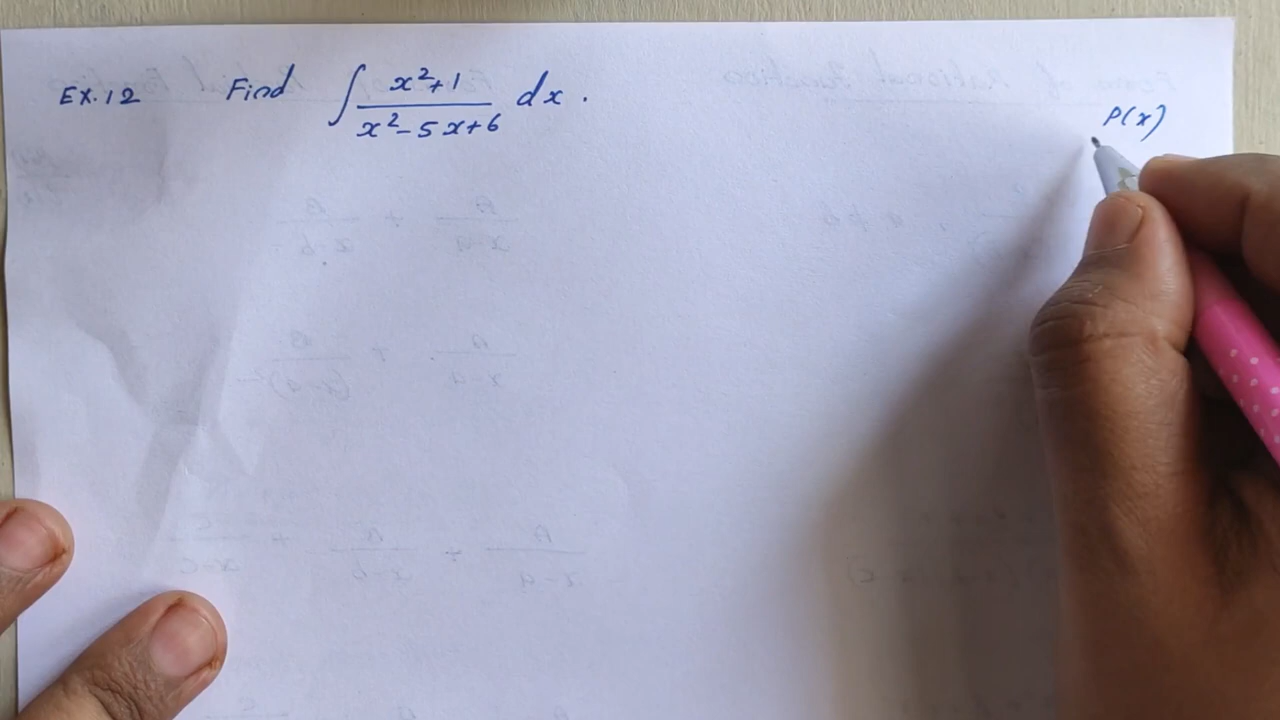 EX.12 Find ∫ x²+1 / x²-5x+6 dx .
P(x)